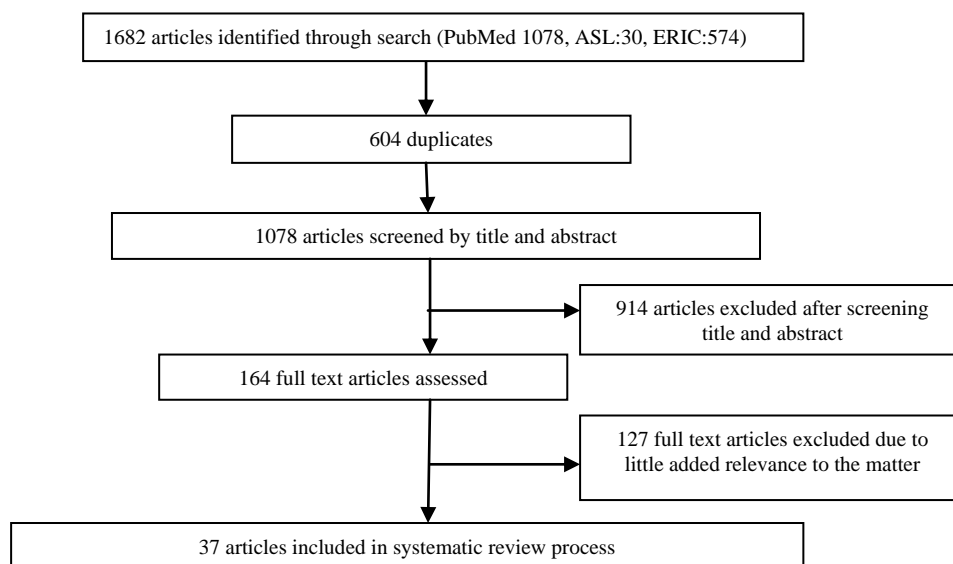 1682 articles identified through search (PubMed 1078, ASL:30, ERIC:574)
604 duplicates
1078 articles screened by title and abstract
914 articles excluded after screening
title and abstract
164 full text articles assessed
127 full text articles excluded due to
little added relevance to the matter
37 articles included in systematic review process